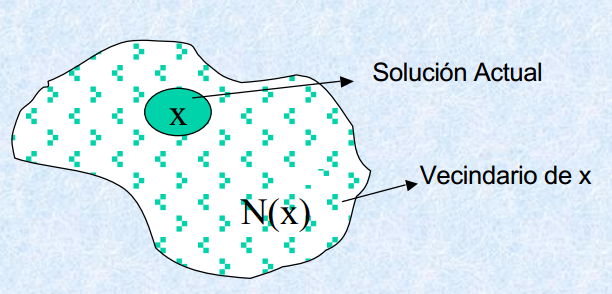 Solución Actual
x
Vecindario de x
N(x)